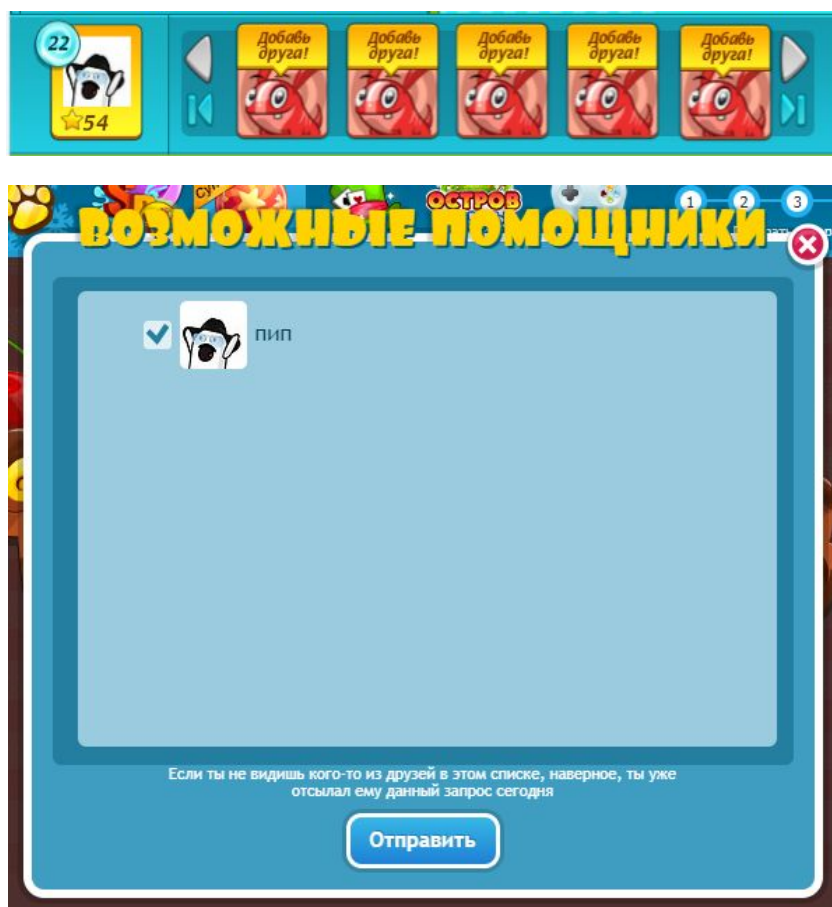 22
54
Добавь друга!
Добавь друга!
Добавь друга!
Добавь друга!
Добавь друга!
ОСТРОВ
1 2 3
ВОЗМОЖНЫЕ ПОМОЩНИКИ
пип
Если ты не видишь кого-то из друзей в этом списке, наверное, ты уже
отсылал ему данный запрос сегодня
Отправить